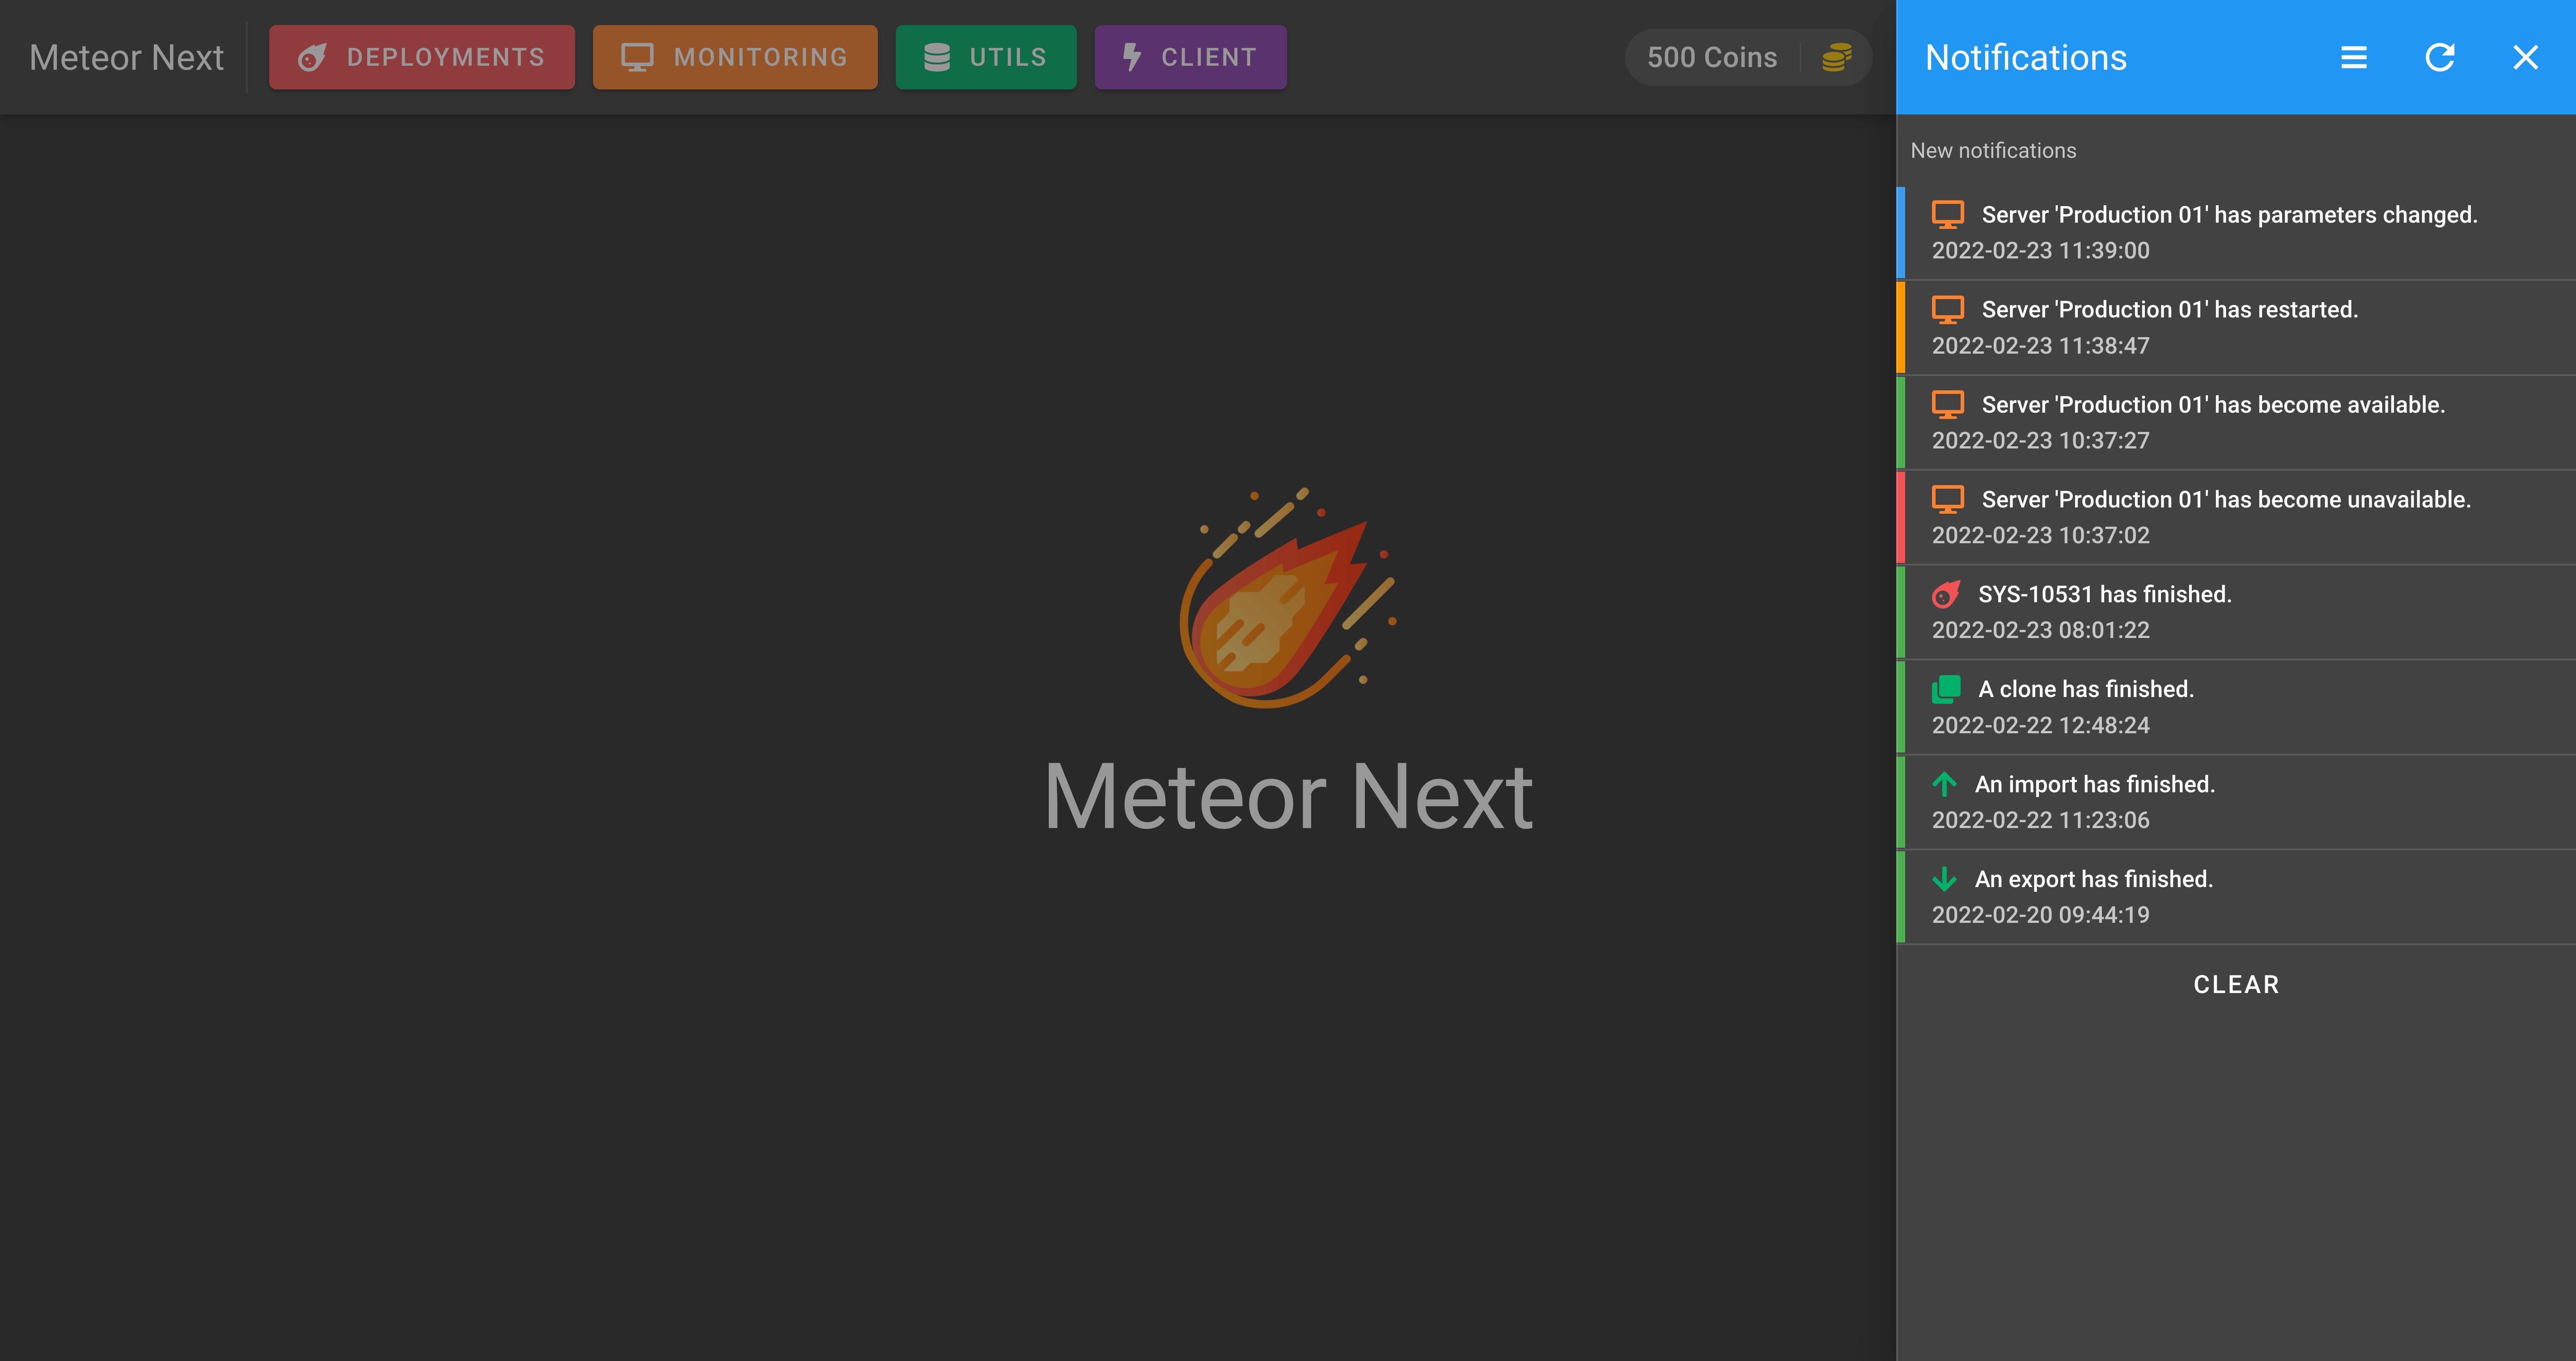 Meteor Next
DEPLOYMENTS
MONITORING
UTILS
CLIENT
500 Coins
Notifications
New notifications
Server 'Production 01' has parameters changed.
2022-02-23 11:39:00
Server 'Production 01' has restarted.
2022-02-23 11:38:47
Server 'Production 01' has become available.
2022-02-23 10:37:27
Server 'Production 01' has become unavailable.
2022-02-23 10:37:02
SYS-10531 has finished.
2022-02-23 08:01:22
A clone has finished.
2022-02-22 12:48:24
An import has finished.
2022-02-22 11:23:06
An export has finished.
2022-02-20 09:44:19
CLEAR
Meteor Next